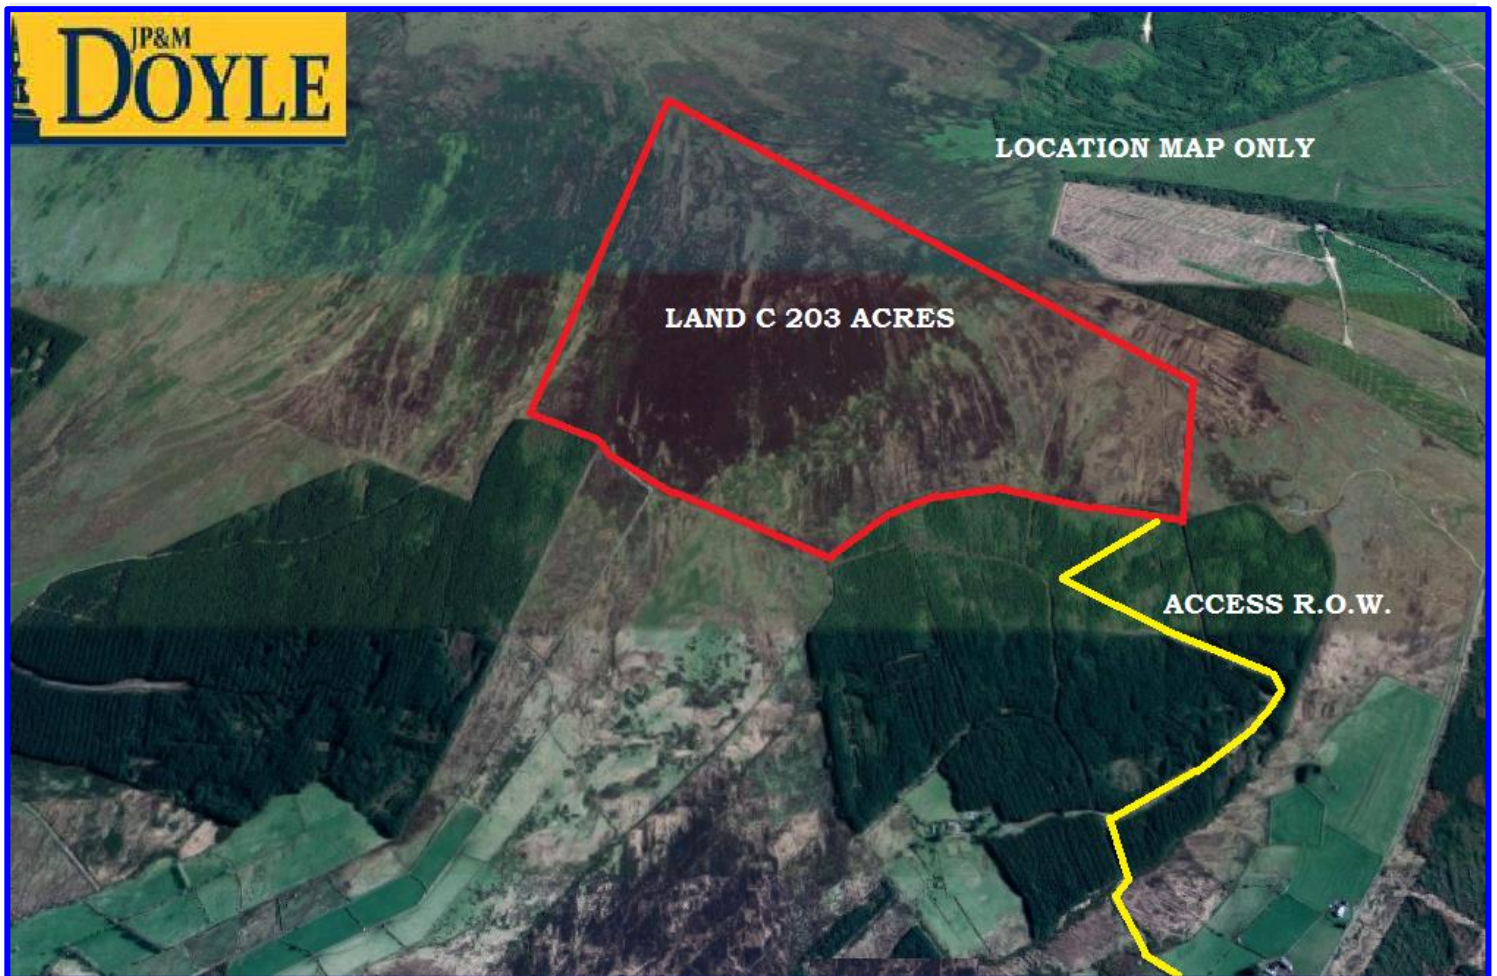 JP&M
DOYLE
LOCATION MAP ONLY
LAND C 203 ACRES
ACCESS R.O.W.